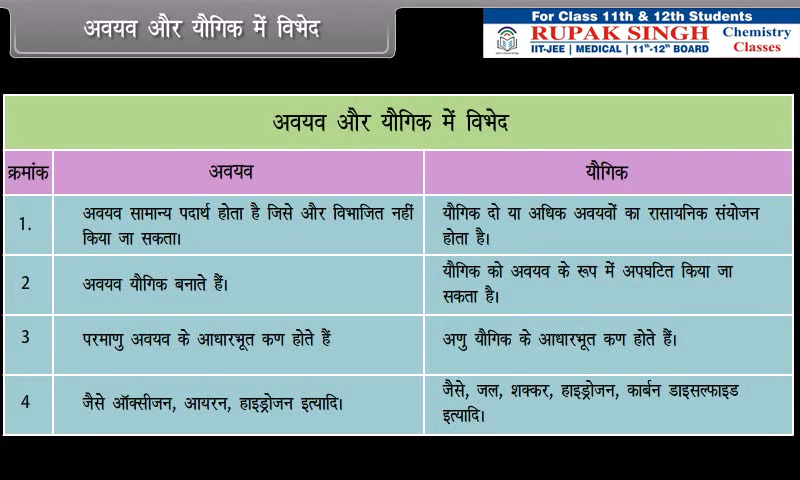 अवयव और यौगिक में विभेद
For Class 11th & 12th Students
RUPAK SINGH
IIT-JEE | MEDICAL | 11th-12th BOARD
Chemistry
Classes
अवयव और यौगिक में विभेद
क्रमांक अवयव यौगिक
1. अवयव सामान्य पदार्थ होता है जिसे और विभाजित नहीं
किया जा सकता।
यौगिक दो या अधिक अवयवों का रासायनिक संयोजन
होता है।
2 अवयव यौगिक बनाते हैं।
यौगिक को अवयव के रूप में अपघटित किया जा
सकता है।
3 परमाणु अवयव के आधारभूत कण होते हैं
अणु यौगिक के आधारभूत कण होते हैं।
4 जैसे ऑक्सीजन, आयरन, हाइड्रोजन इत्यादि।
जैसे, जल, शक्कर, हाइड्रोजन, कार्बन डाइसल्फाइड
इत्यादि।